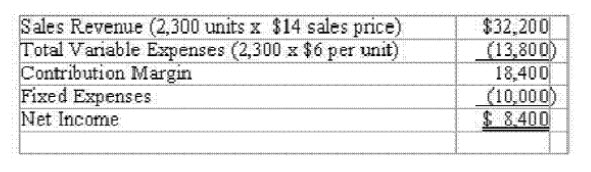 Sales Revenue (2,300 units x $14 sales price) $32,200
Total Variable Expenses (2,300 x $6 per unit) (13,800)
Contribution Margin 18,400
Fixed Expenses (10,000)
Net Income $ 8,400